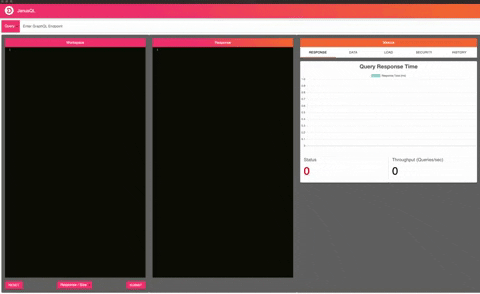 JanusQL
Query
Enter GraphQL Endpoint
Workspace
1
Response
1
Metrics
RESPONSE
DATA
LOAD
SECURITY
HISTORY
Query Response Time
Response Time (ms)
1.0
0.9
0.8
0.7
0.6
0.5
0.4
0.3
0.2
0.1
0
Status
0
Throughput (Queries/sec)
0
RESET
Response / Size
SUBMIT